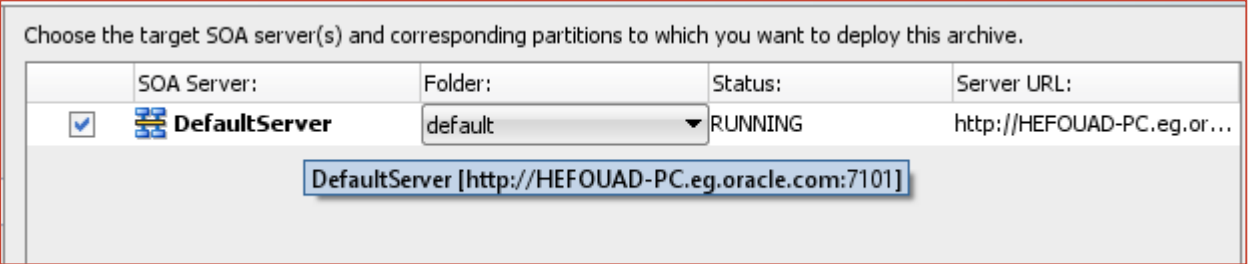 Choose the target SOA server(s) and corresponding partitions to which you want to deploy this archive.
SOA Server: Folder: Status: Server URL:
DefaultServer default RUNNING http://HEFOUAD-PC.eg.or...
DefaultServer [http://HEFOUAD-PC.eg.oracle.com:7101]